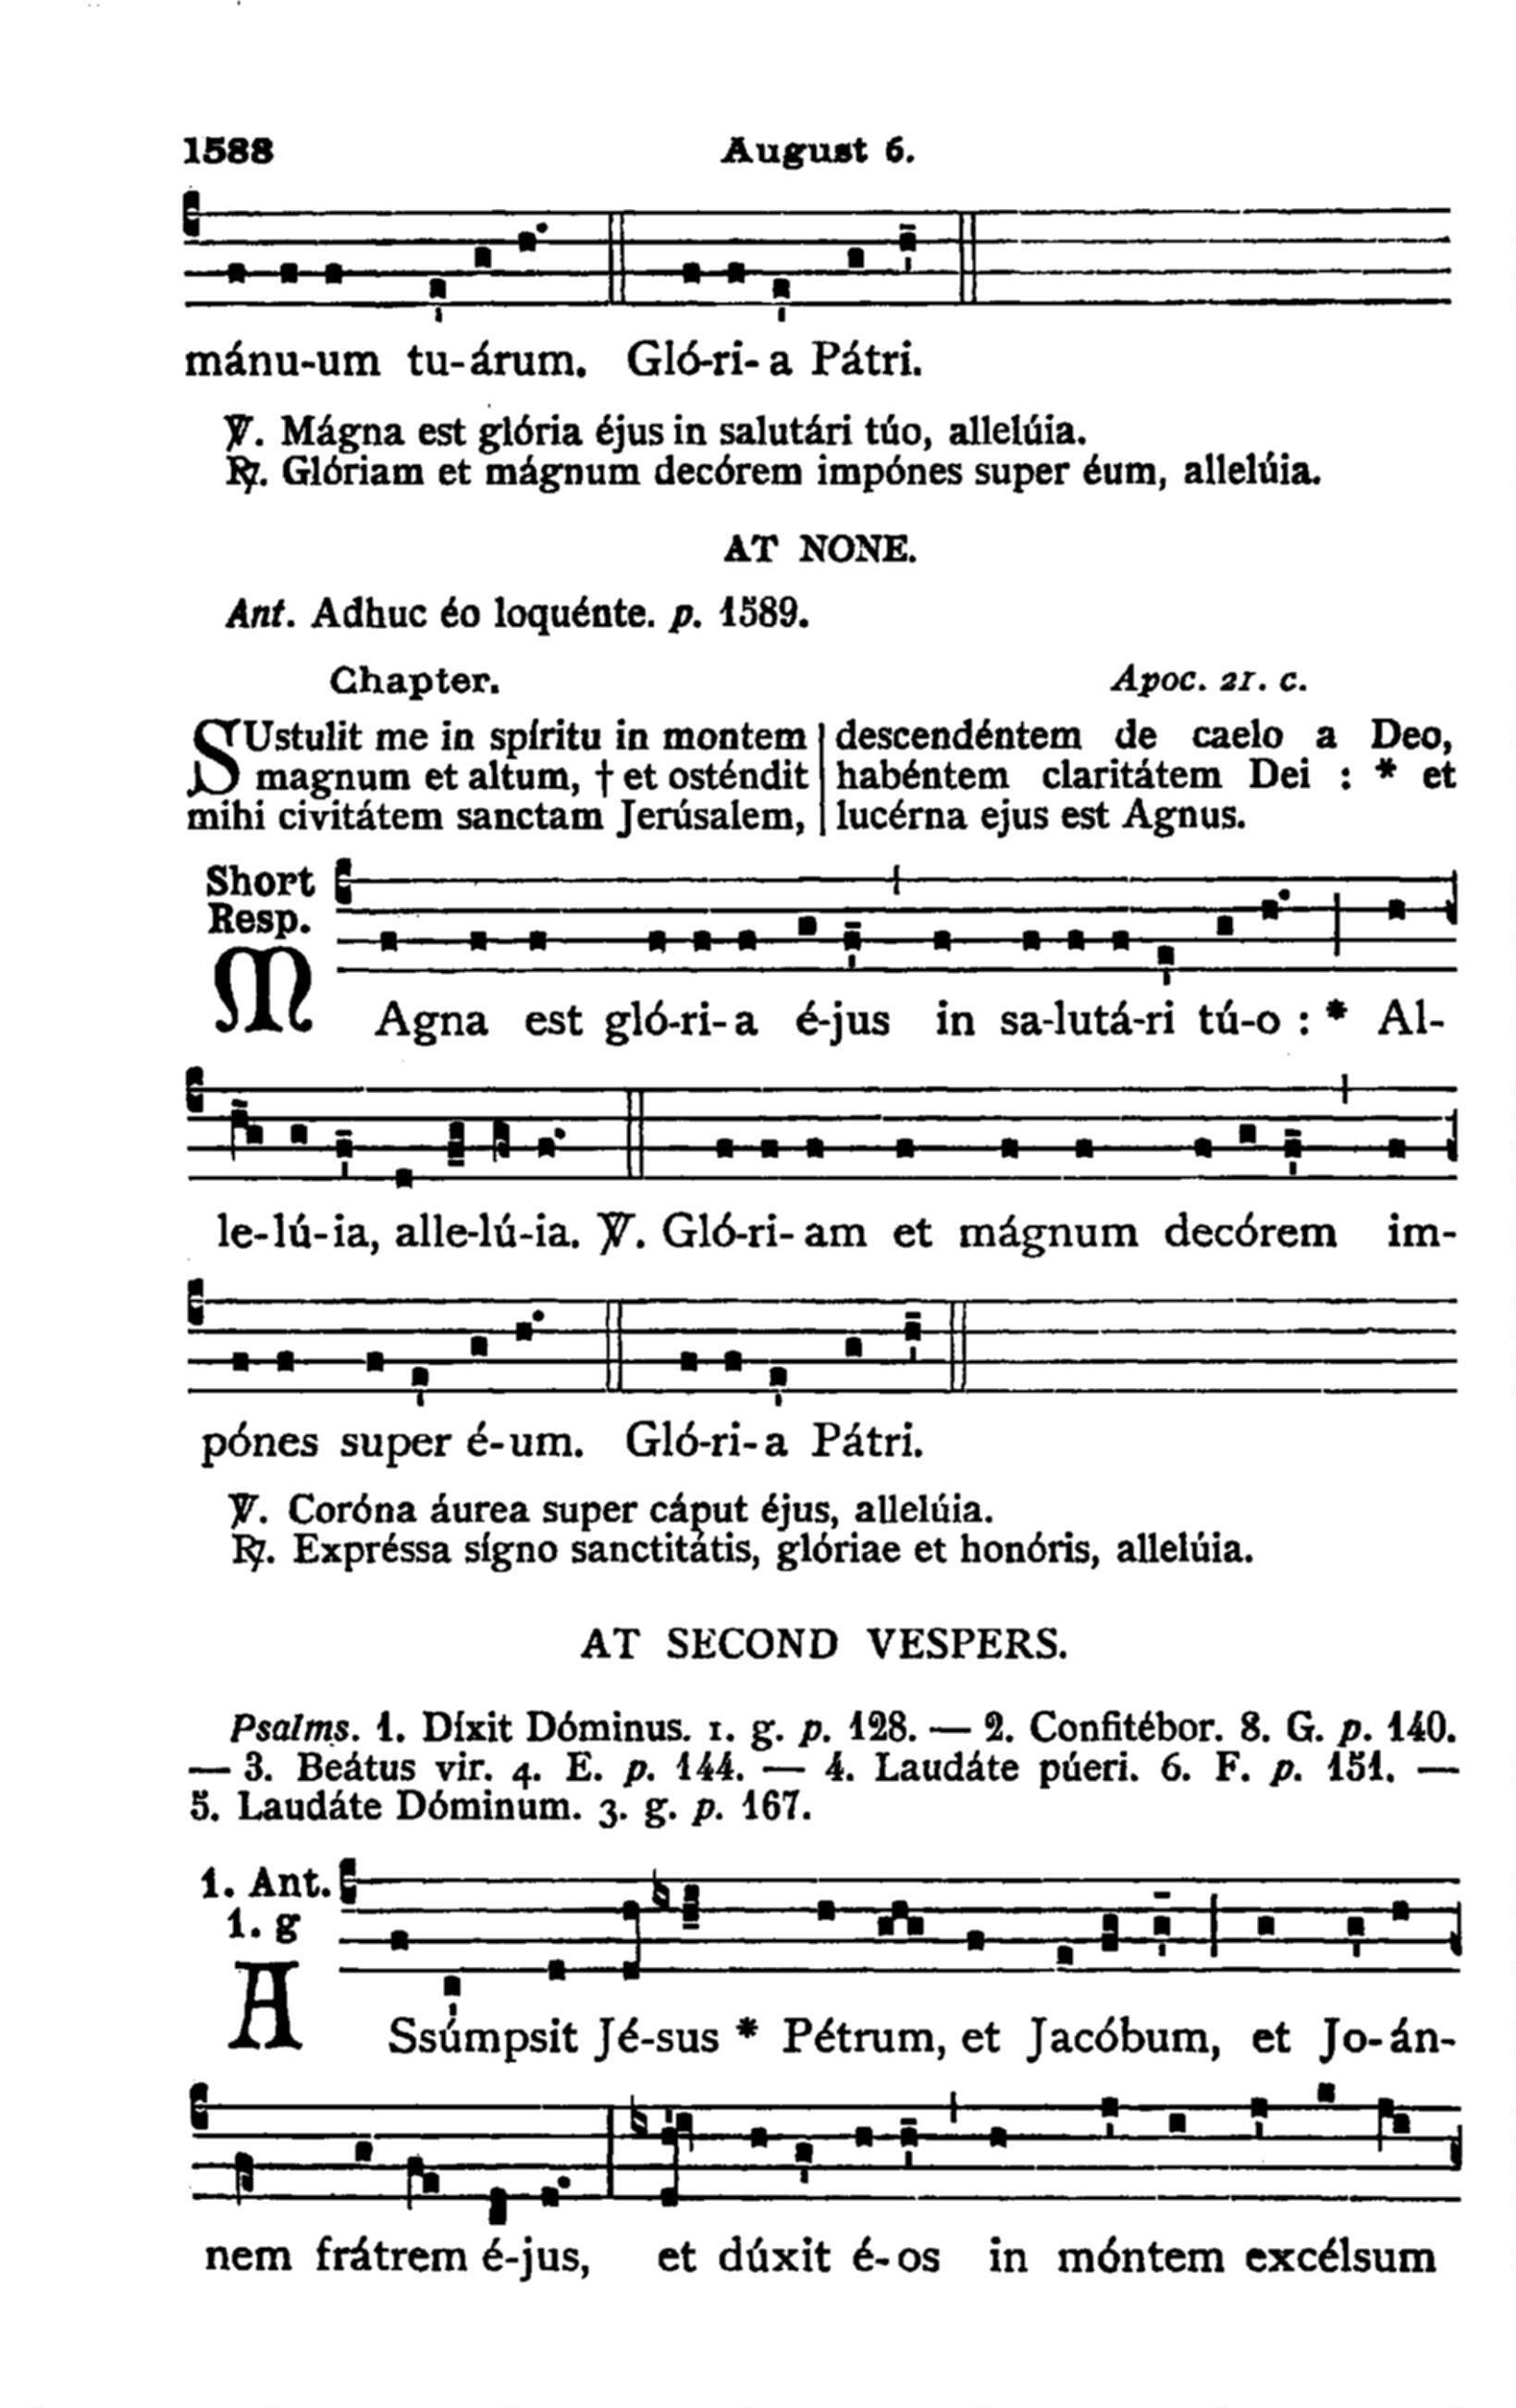 1588 August 6.
mánu-um tu-árum. Gló-ri-a Pátri.
℣. Mágna est glória éjus in salutári túo, allelúia.
℟. Glóriam et mágnum decórem impónes super éum, allelúia.
AT NONE.
Ant. Adhuc éo loquénte. p. 1589.
Chapter. Apoc. 21. c.
SUstulit me in spíritu in montem
magnum et altum, † et osténdit
mihi civitátem sanctam Jerúsalem,
descendéntem de caelo a Deo,
habéntem claritátem Dei : * et
lucérna ejus est Agnus.
Short
Resp.
MAgna est gló-ri-a é-jus in sa-lutá-ri tú-o : * Al-
le-lú-ia, alle-lú-ia. ℣. Gló-ri-am et mágnum decórem im-
pónes super é-um. Gló-ri-a Pátri.
℣. Coróna áurea super cáput éjus, allelúia.
℟. Expréssa sígno sanctitátis, glóriae et honóris, allelúia.
AT SECOND VESPERS.
Psalms. 1. Díxit Dóminus. 1. g. p. 128. — 2. Confitébor. 8. G. p. 140.
— 3. Beátus vir. 4. E. p. 144. — 4. Laudáte púeri. 6. F. p. 151. —
5. Laudáte Dóminum. 3. g. p. 167.
1. Ant.
1. g
ASsúmpsit Jé-sus * Pétrum, et Jacóbum, et Jo-án-
nem frátrem é-jus, et dúxit é-os in móntem excélsum